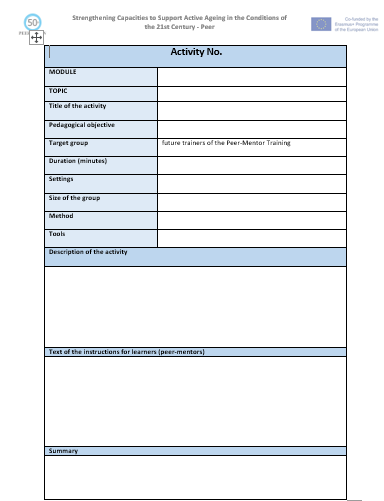 50
Strengthening Capacities to Support Active Ageing in the Conditions of
the 21st Century - Peer
Co-funded by the
Erasmus+ Programme
of the European Union
Activity No.
MODULE
TOPIC
Title of the activity
Pedagogical objective
Target group future trainers of the Peer-Mentor Training
Duration (minutes)
Settings
Size of the group
Method
Tools
Description of the activity
Text of the instructions for learners (peer-mentors)
Summary